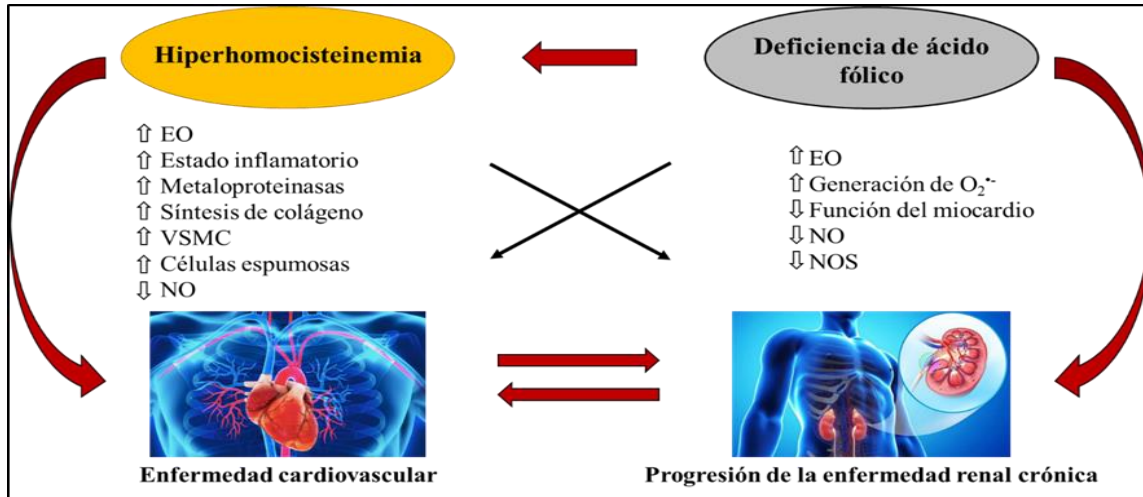 Hiperhomocisteinemia
Deficiencia de ácido
fólico
⇧ EO
⇧ Estado inflamatorio
⇧ Metaloproteinasas
⇧ Síntesis de colágeno
⇧ VSMC
⇧ Células espumosas
⇩ NO
⇧ EO
⇧ Generación de O₂•-
⇩ Función del miocardio
⇩ NO
⇩ NOS
Enfermedad cardiovascular
Progresión de la enfermedad renal crónica